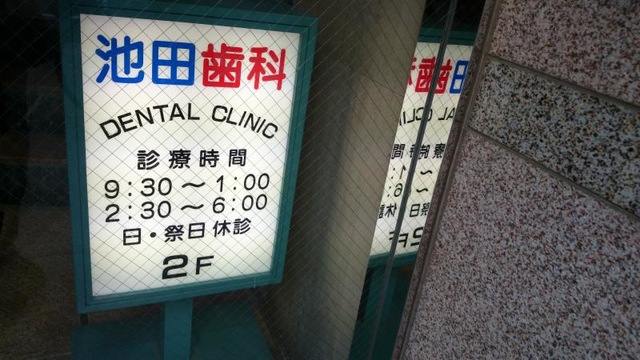 池田歯科
DENTAL CLINIC
診療時間
9:30～1:00
2:30～6:00
日・祭日休診
2F